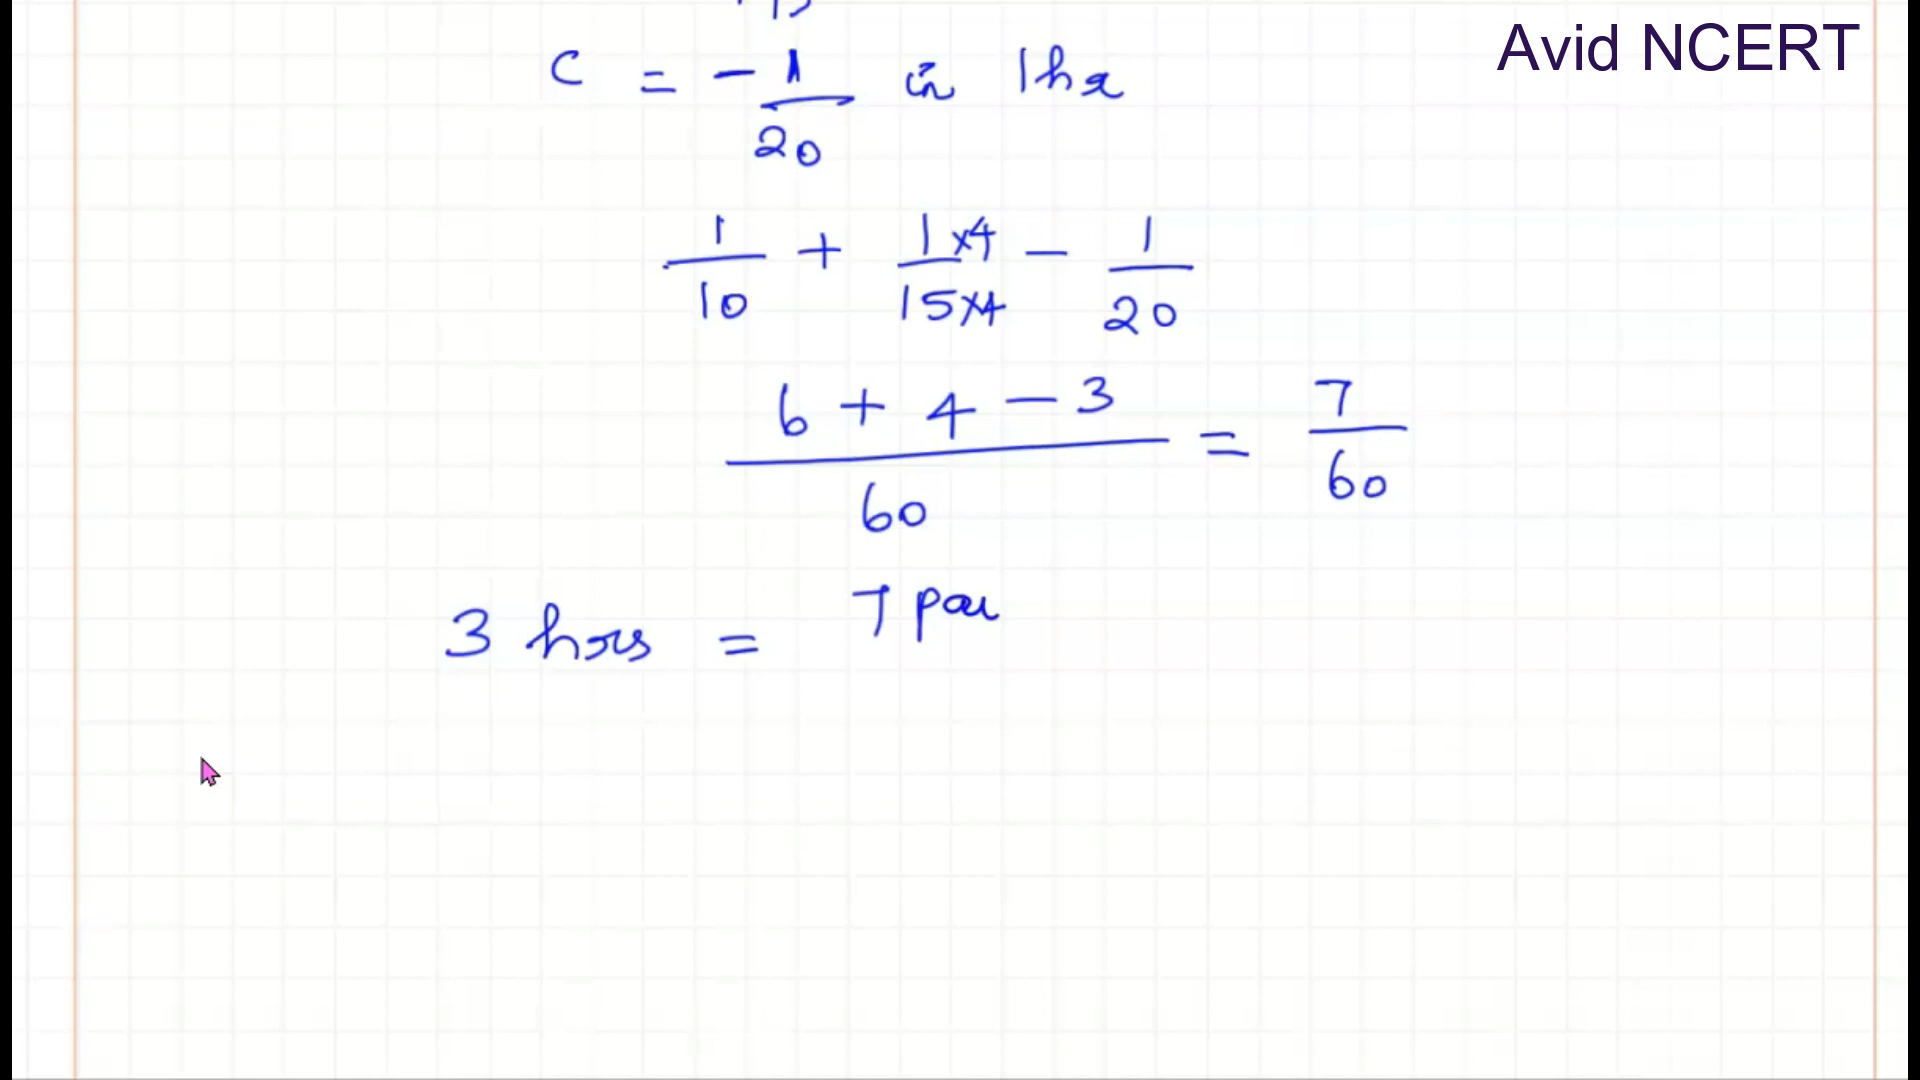 Avid NCERT
C = - 1/20 in 1hr
1/10 + 1×4/15×4 - 1/20
6 + 4 - 3/60 = 7/60
3 hrs = 7 par